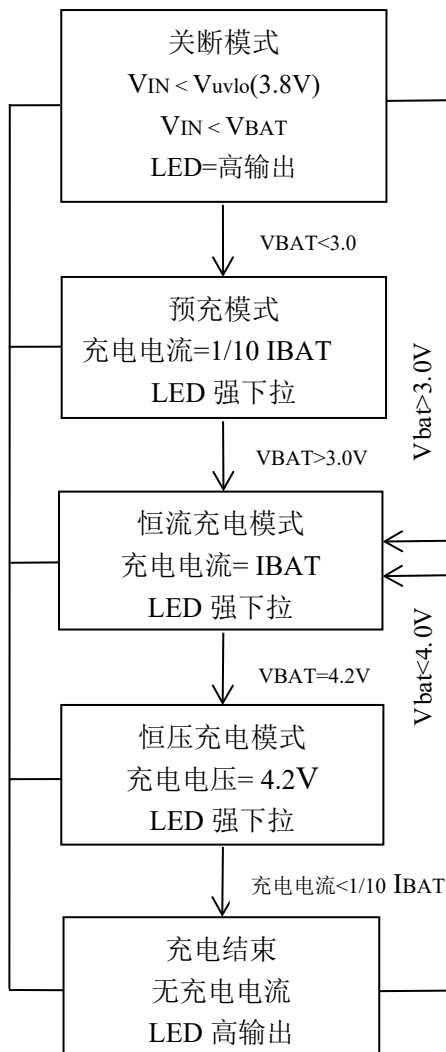 关断模式
VIN < Vuvlo(3.8V)
VIN < VBAT
LED=高输出
VBAT<3.0
预充模式
充电电流=1/10 IBAT
LED 强下拉
Vbat>3.0V
VBAT>3.0V
恒流充电模式
充电电流= IBAT
LED 强下拉
Vbat<4.0V
VBAT=4.2V
恒压充电模式
充电电压= 4.2V
LED 强下拉
充电电流<1/10 IBAT
充电结束
无充电电流
LED 高输出